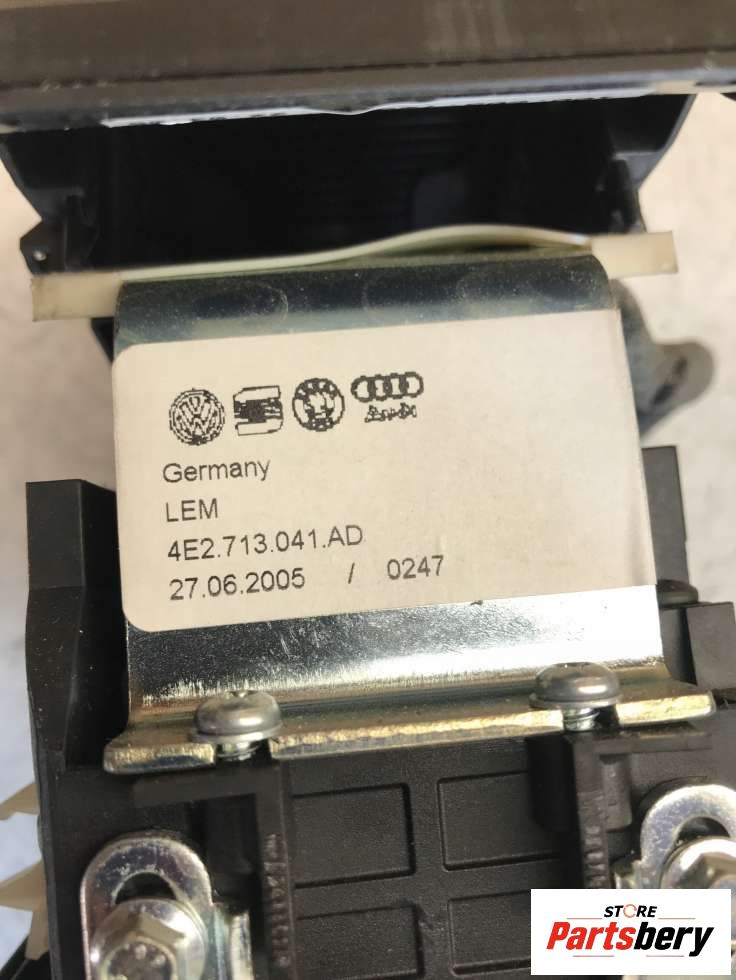 Germany
LEM
4E2.713.041.AD
27.06.2005 / 0247
STORE
Partsbery